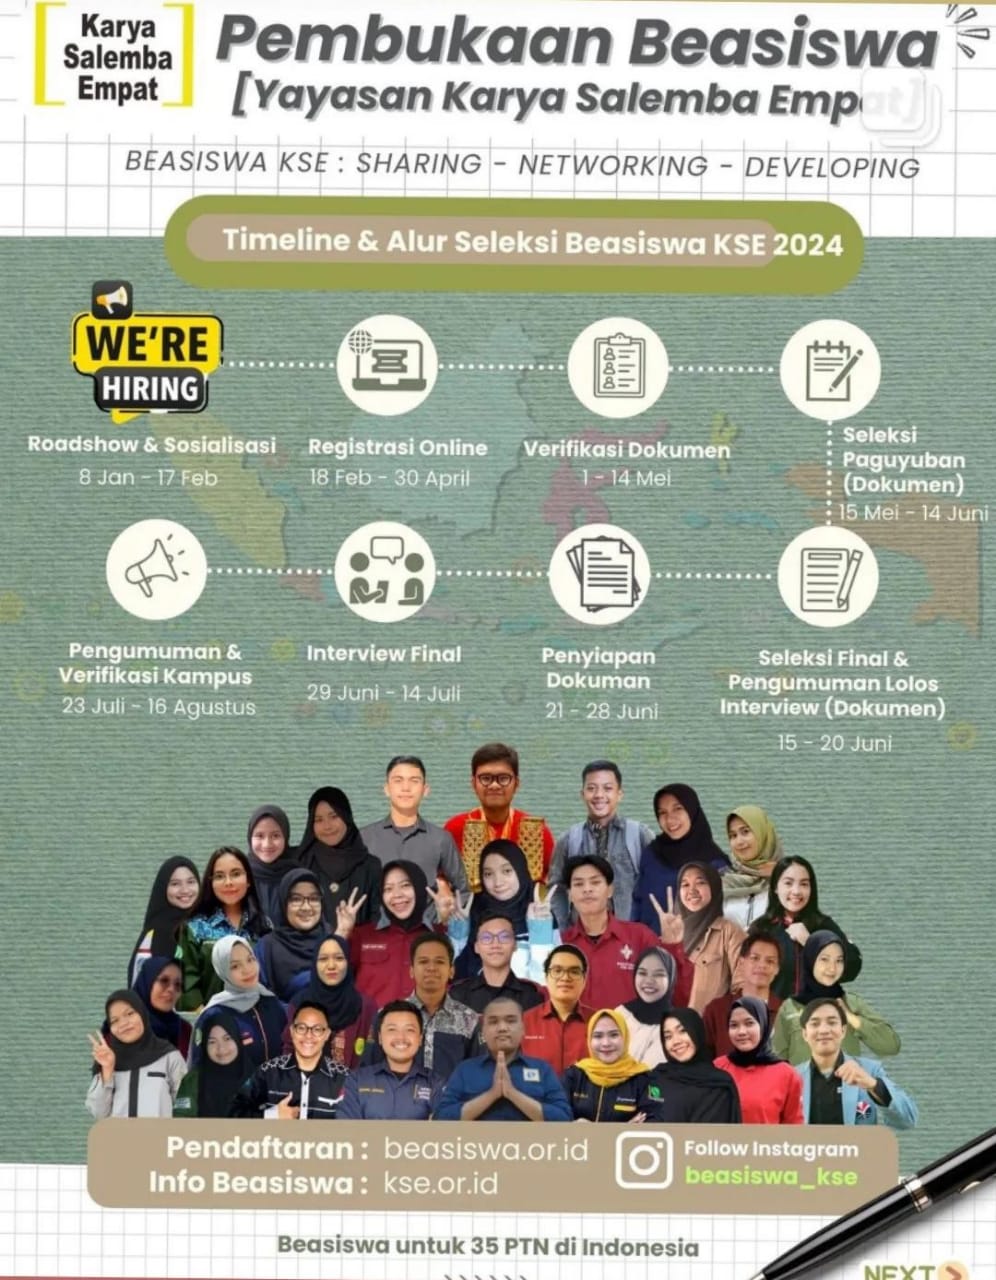 Karya
Salemba
Empat
Pembukaan Beasiswa
[Yayasan Karya Salemba Empat]
BEASISWA KSE : SHARING - NETWORKING - DEVELOPING
Timeline & Alur Seleksi Beasiswa KSE 2024
WE'RE
HIRING
Roadshow & Sosialisasi
8 Jan - 17 Feb
Registrasi Online
18 Feb - 30 April
Verifikasi Dokumen
1 - 14 Mei
Seleksi
Paguyuban
(Dokumen)
15 Mei - 14 Juni
Pengumuman &
Verifikasi Kampus
23 Juli - 16 Agustus
Interview Final
29 Juni - 14 Juli
Penyiapan
Dokuman
21 - 28 Juni
Seleksi Final &
Pengumuman Lolos
Interview (Dokumen)
15 - 20 Juni
Pendaftaran : beasiswa.or.id
Info Beasiswa : kse.or.id
Follow Instagram
beasiswa_kse
Beasiswa untuk 35 PTN di Indonesia
NEXT